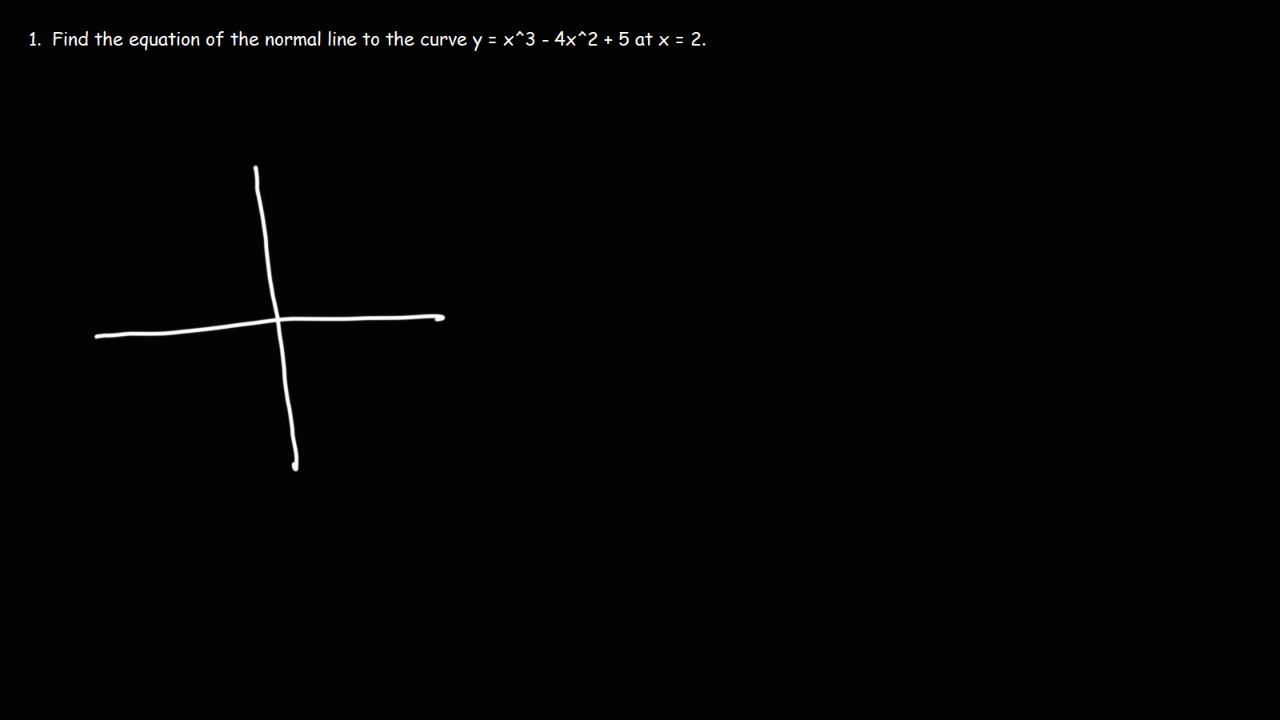 1. Find the equation of the normal line to the curve y = x^3 - 4x^2 + 5 at x = 2.